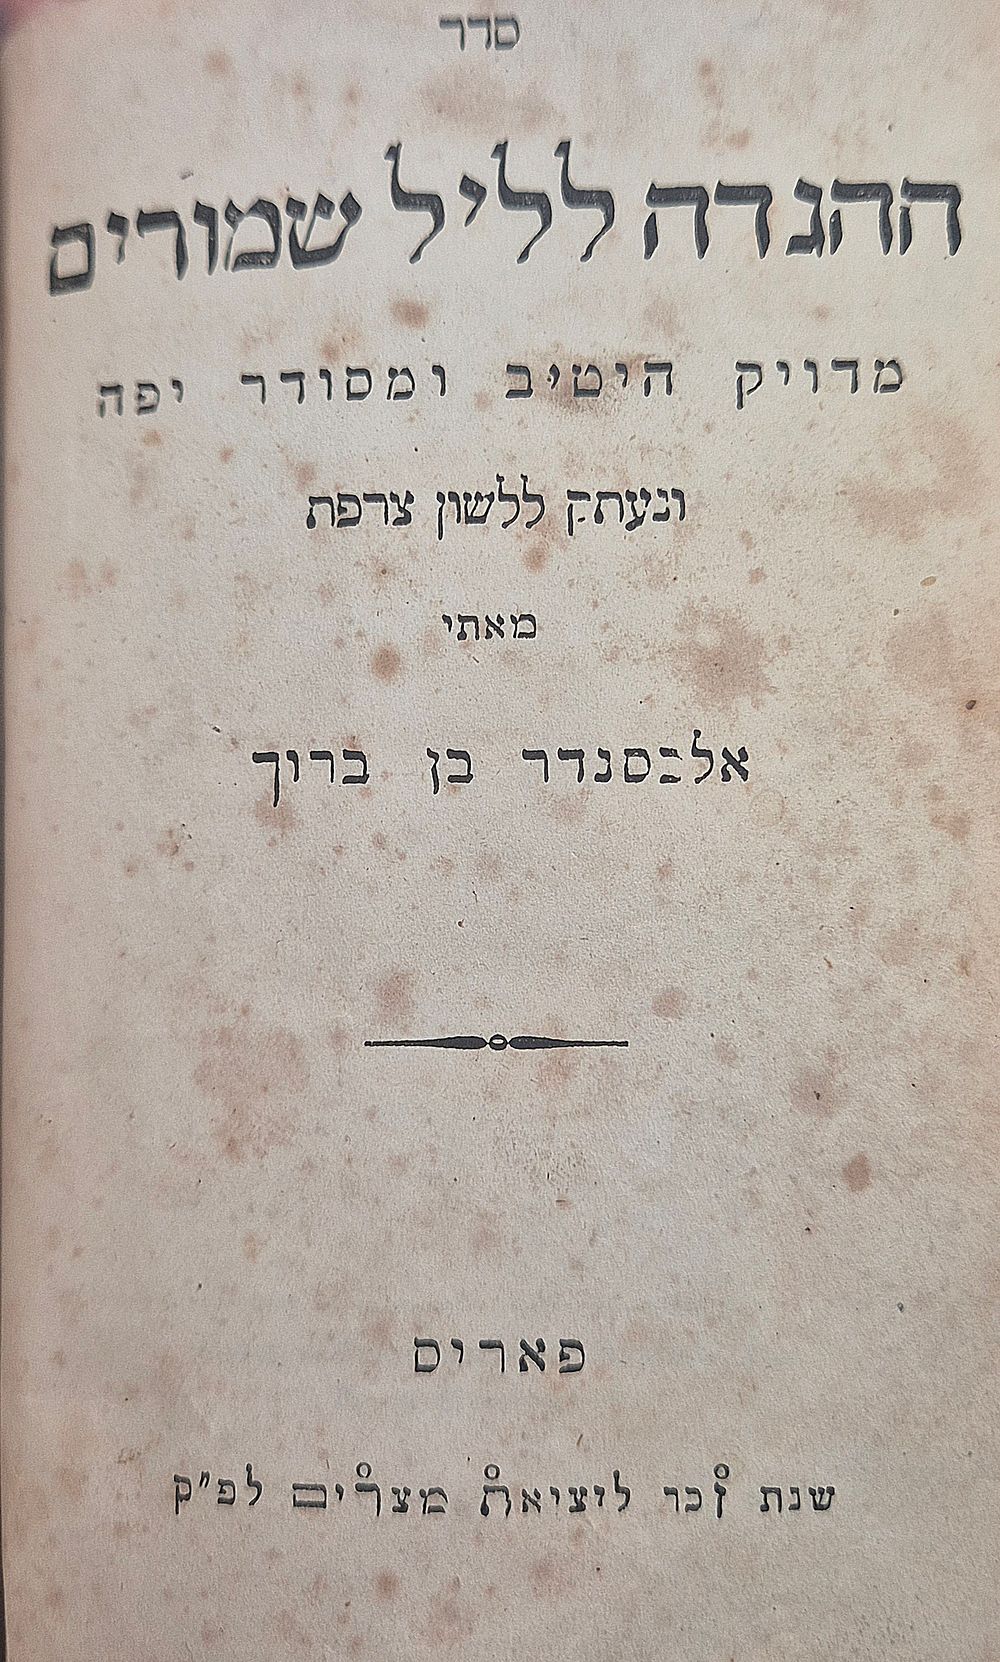 סדר
ההגדה לליל שמורים
מדויק היטיב ומסודר יפה
ונעתק ללשון צרפת
מאתי
אלכסנדר בן ברוך
פאריס
שנת זכר ליציאת מצרים לפ״ק